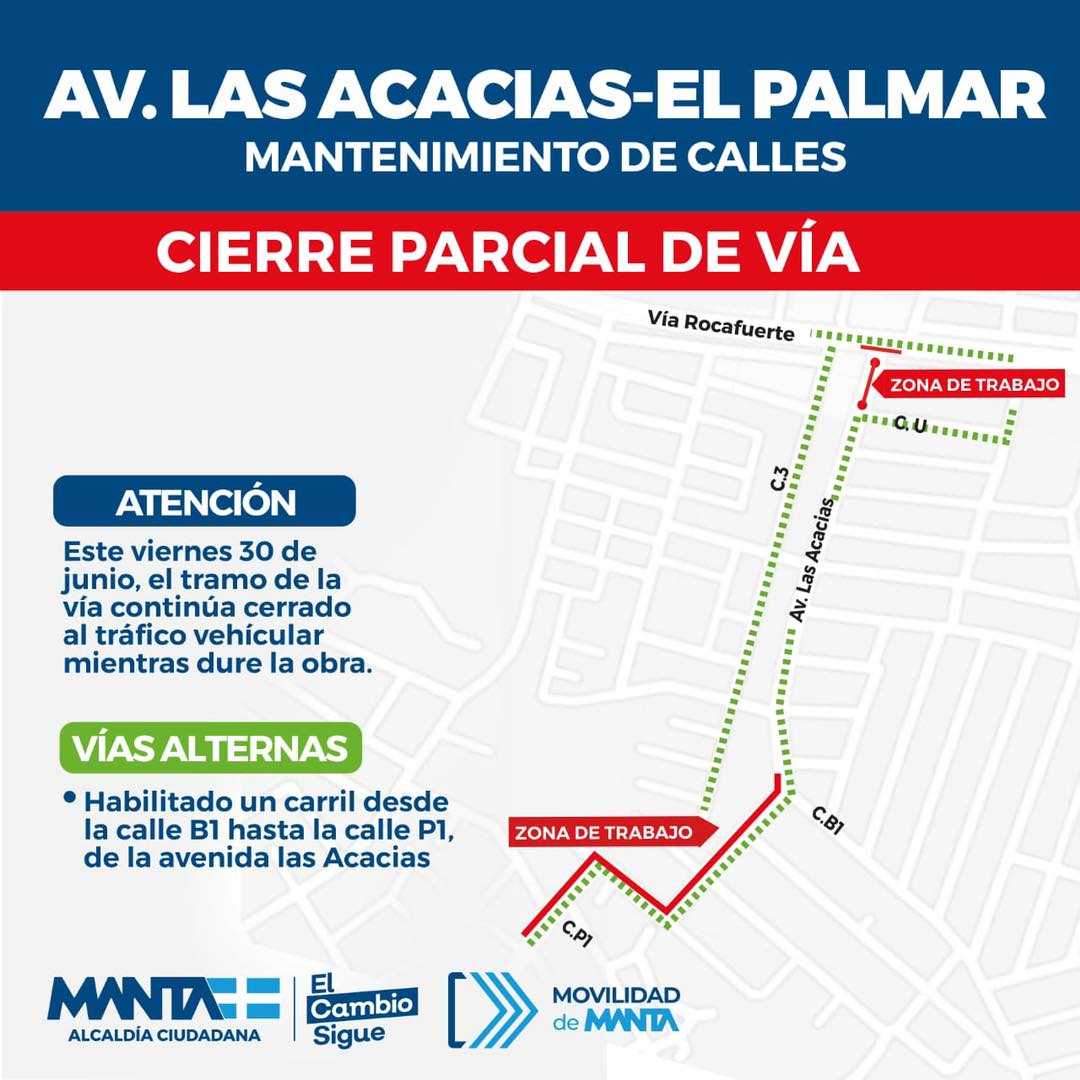 AV. LAS ACACIAS-EL PALMAR
MANTENIMIENTO DE CALLES
CIERRE PARCIAL DE VÍA
Vía Rocafuerte
ZONA DE TRABAJO
C. U
C.3
Av. Las Acacias
ATENCIÓN
Este viernes 30 de
junio, el tramo de la
vía continúa cerrado
al tráfico vehícular
mientras dure la obra.
VÍAS ALTERNAS
• Habilitado un carril desde
la calle B1 hasta la calle P1,
de la avenida las Acacias
ZONA DE TRABAJO
C.B1
C.P1
MANTA
ALCALDÍA CIUDADANA
El
Cambio
Sigue
MOVILIDAD
de MANTA